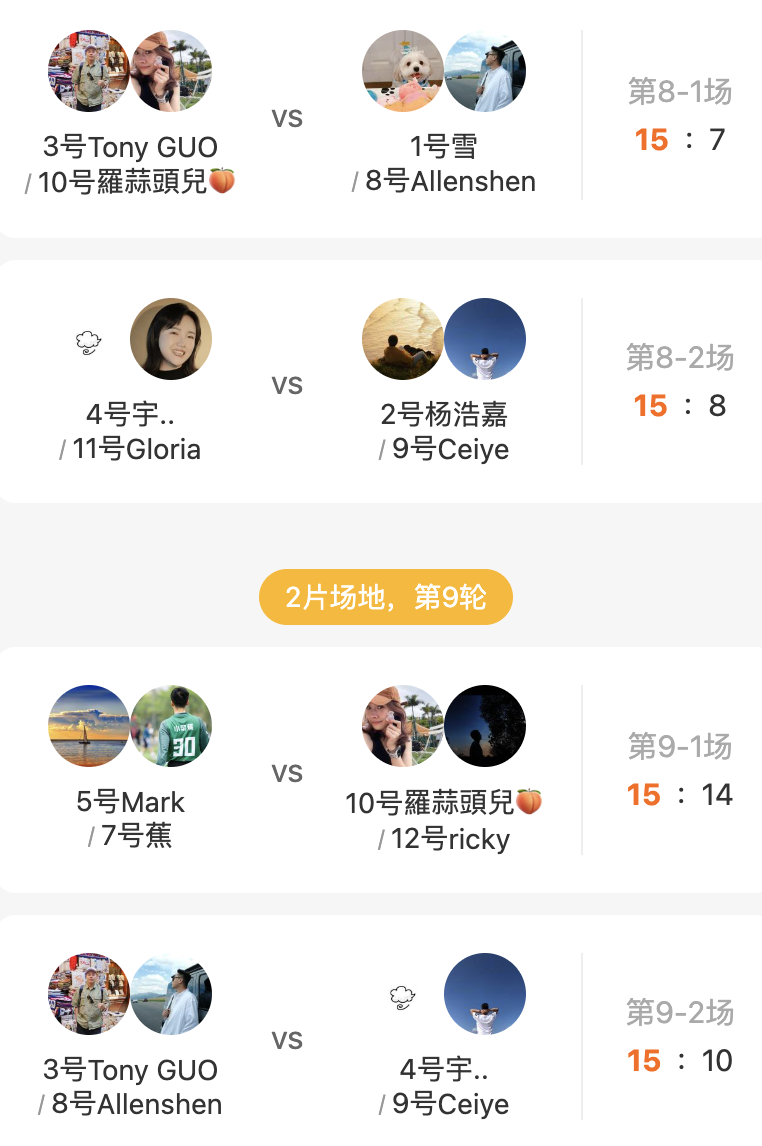 3号Tony GUO
/ 10号羅蒜頭兒🍑
VS
1号雪
/ 8号Allenshen
第8-1场
15 : 7
4号宇..
/ 11号Gloria
VS
2号杨浩嘉
/ 9号Ceiye
第8-2场
15 : 8
2片场地，第9轮
5号Mark
/ 7号蕉
VS
10号羅蒜頭兒🍑
/ 12号ricky
第9-1场
15 : 14
3号Tony GUO
/ 8号Allenshen
VS
4号宇..
/ 9号Ceiye
第9-2场
15 : 10
30